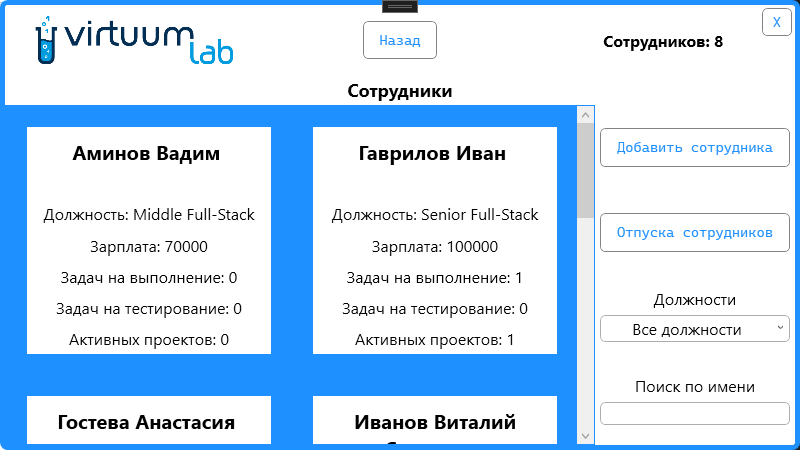 virtuum
lab
Назад
Сотрудников: 8
X
Сотрудники
Аминов Вадим
Должность: Middle Full-Stack
Зарплата: 70000
Задач на выполнение: 0
Задач на тестирование: 0
Активных проектов: 0
Гаврилов Иван
Должность: Senior Full-Stack
Зарплата: 100000
Задач на выполнение: 1
Задач на тестирование: 0
Активных проектов: 1
Гостева Анастасия
Иванов Виталий
Добавить сотрудника
Отпуска сотрудников
Должности
Все должности
Поиск по имени